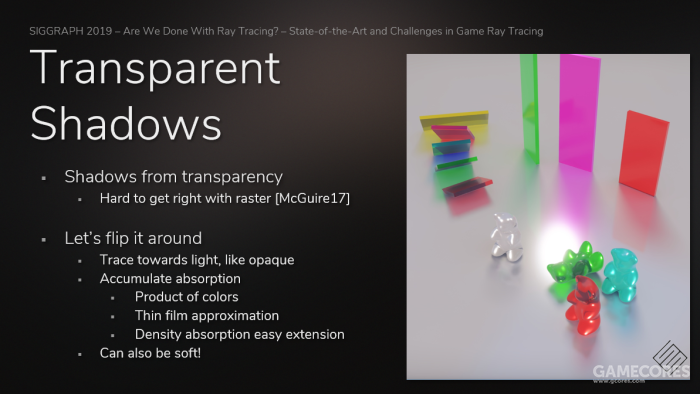 SIGGRAPH 2019 – Are We Done With Ray Tracing? – State-of-the-Art and Challenges in Game Ray Tracing
Transparent
Shadows
▪ Shadows from transparency
▪ Hard to get right with raster [McGuire17]
▪ Let's flip it around
▪ Trace towards light, like opaque
▪ Accumulate absorption
▪ Product of colors
▪ Thin film approximation
▪ Density absorption easy extension
▪ Can also be soft!
GAMECORES
www.gcores.com